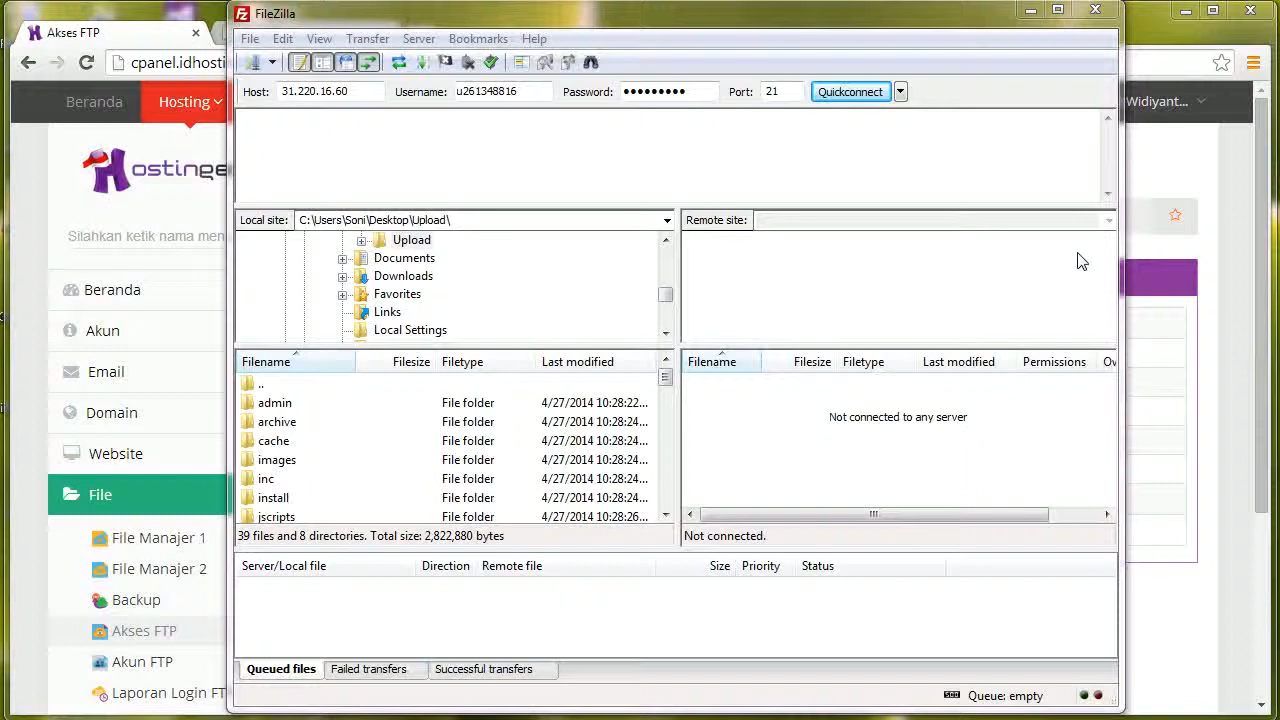 Akses FTP
cpanel.idhosti
Beranda
Hosting
Widiyant...
Hostinge
Silahkan ketik nama men
Beranda
Akun
Email
Domain
Website
File
File Manajer 1
File Manajer 2
Backup
Akses FTP
Akun FTP
Laporan Login FT
FileZilla
File Edit View Transfer Server Bookmarks Help
Host: 31.220.16.60 Username: u261348816 Password: ●●●●●●●●● Port: 21 Quickconnect
Local site: C:\Users\Soni\Desktop\Upload\
Upload
Documents
Downloads
Favorites
Links
Local Settings
Filename Filesize Filetype Last modified
..
admin File folder 4/27/2014 10:28:22...
archive File folder 4/27/2014 10:28:24...
cache File folder 4/27/2014 10:28:24...
images File folder 4/27/2014 10:28:24...
inc File folder 4/27/2014 10:28:24...
install File folder 4/27/2014 10:28:24...
jscripts File folder 4/27/2014 10:28:26...
39 files and 8 directories. Total size: 2,822,880 bytes
Remote site:
Filename Filesize Filetype Last modified Permissions Ow
Not connected to any server
Not connected.
Server/Local file Direction Remote file Size Priority Status
Queued files Failed transfers Successful transfers
Queue: empty